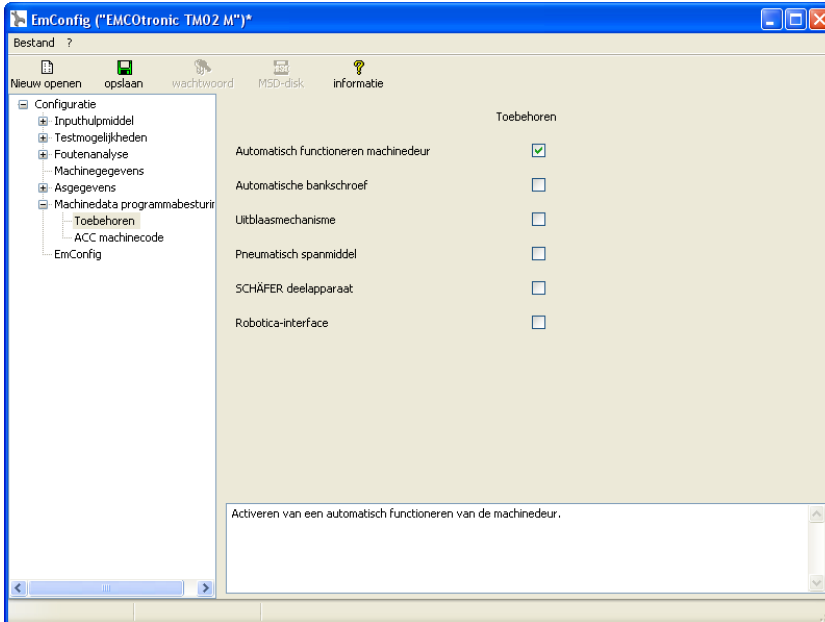 EmConfig ("EMCOtronic TM02 M")*
Bestand ?
Nieuw openen opslaan wachtwoord MSD-disk informatie
Configuratie
Inputhulpmiddel
Testmogelijkheden
Foutenanalyse
Machinegegevens
Asgegevens
Machinedata programmabesturir
Toebehoren
ACC machinecode
EmConfig
Toebehoren
Automatisch functioneren machinedeur
Automatische bankschroef
Uitblaasmechanisme
Pneumatisch spanmiddel
SCHÄFER deelapparaat
Robotica-interface
Activeren van een automatisch functioneren van de machinedeur.